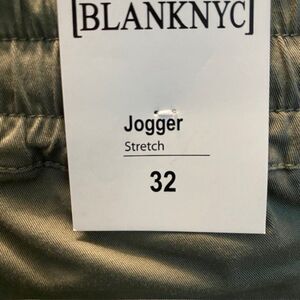 [BLANKNYC]
Jogger
Stretch
32